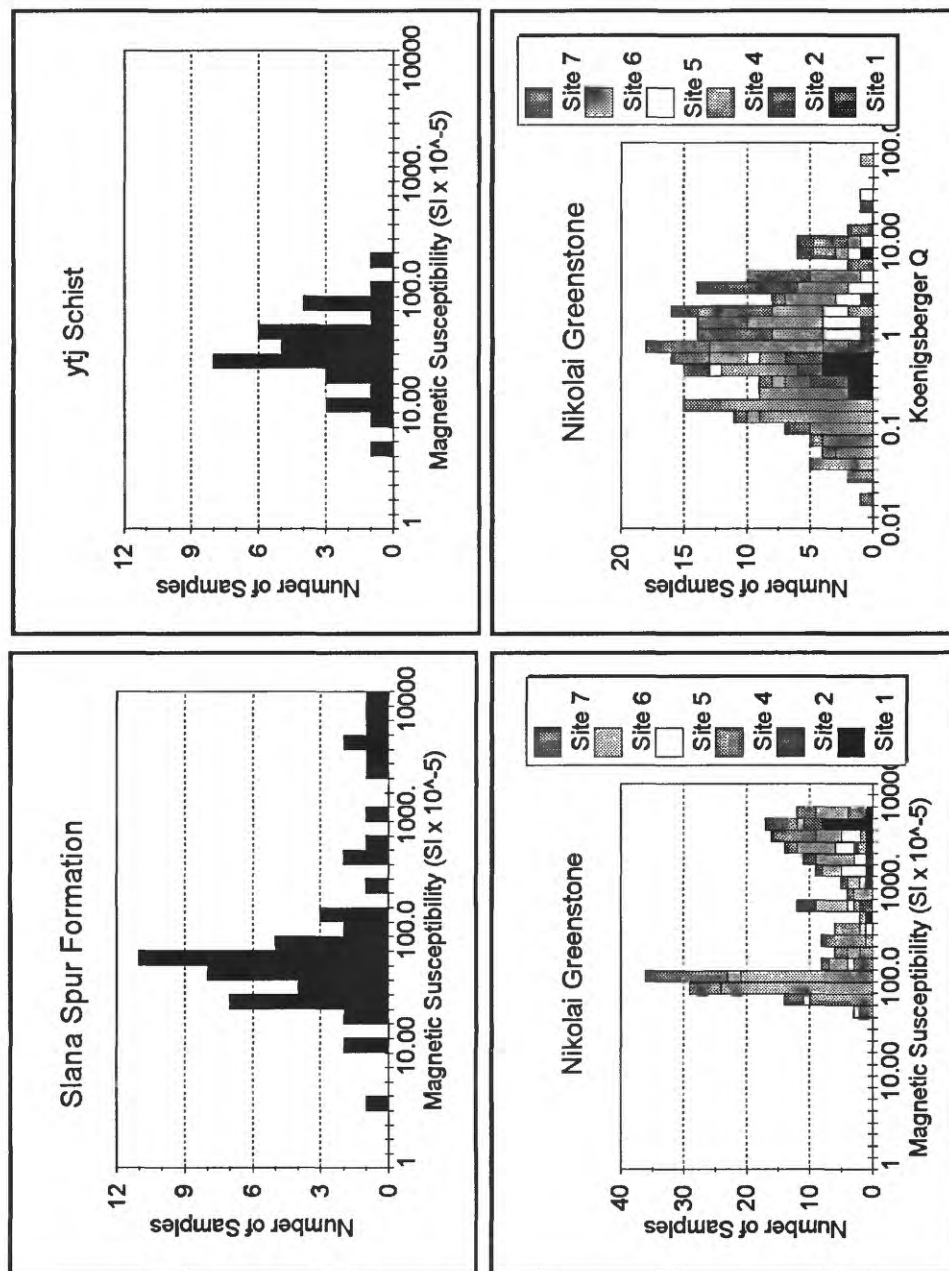 Slana Spur Formation
12
9
6
3
0
Number of Samples
1
10.00
100.0
1000.
10000
Magnetic Susceptibility (SI x 10^-5)
ytj Schist
12
9
6
3
0
Number of Samples
1
10.00
100.0
1000.
10000
Magnetic Susceptibility (SI x 10^-5)
Nikolai Greenstone
40
30
20
10
0
Number of Samples
1
10.00
100.0
1000.
10000
Magnetic Susceptibility (SI x 10^-5)
Site 7
Site 6
Site 5
Site 4
Site 2
Site 1
Nikolai Greenstone
20
15
10
5
0
Number of Samples
0.01
0.1
1
10.00
100.0
Koenigsberger Q
Site 7
Site 6
Site 5
Site 4
Site 2
Site 1